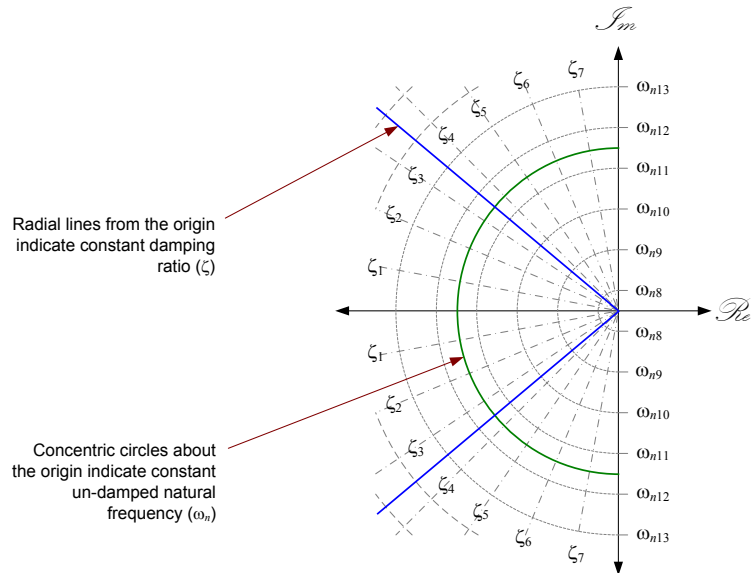 ℐm
ζ7
ζ6
ωn13
ζ5
ωn12
ζ4
ωn11
ζ3
Radial lines from the origin
indicate constant damping
ratio (ζ)
ζ2
ωn10
ωn9
ζ1
ωn8
ℛe
ωn8
ζ1
ωn9
ζ2
ωn10
Concentric circles about
the origin indicate constant
un-damped natural
frequency (ωn)
ζ3
ωn11
ζ4
ωn12
ζ5
ζ6
ωn13
ζ7